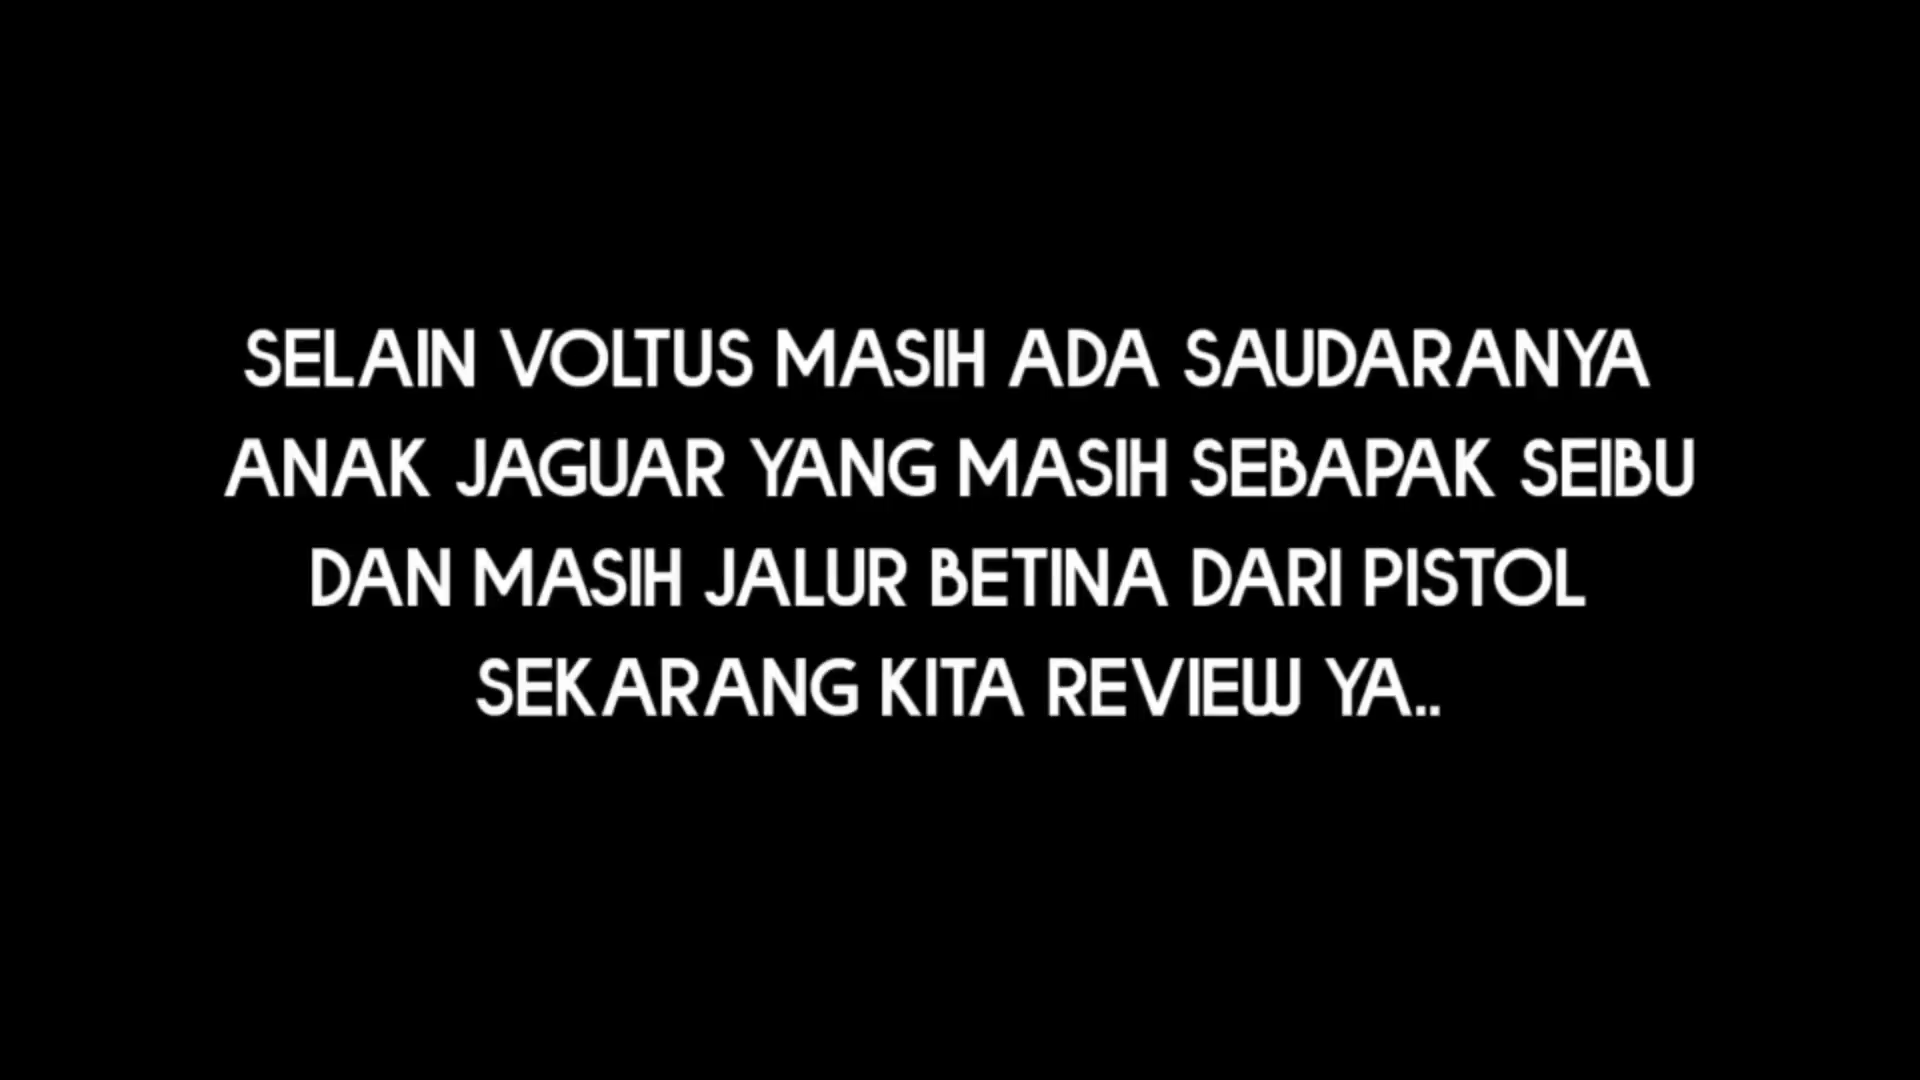 SELAIN VOLTUS MASIH ADA SAUDARANYA
ANAK JAGUAR YANG MASIH SEBAPAK SEIBU
DAN MASIH JALUR BETINA DARI PISTOL
SEKARANG KITA REVIEW YA..